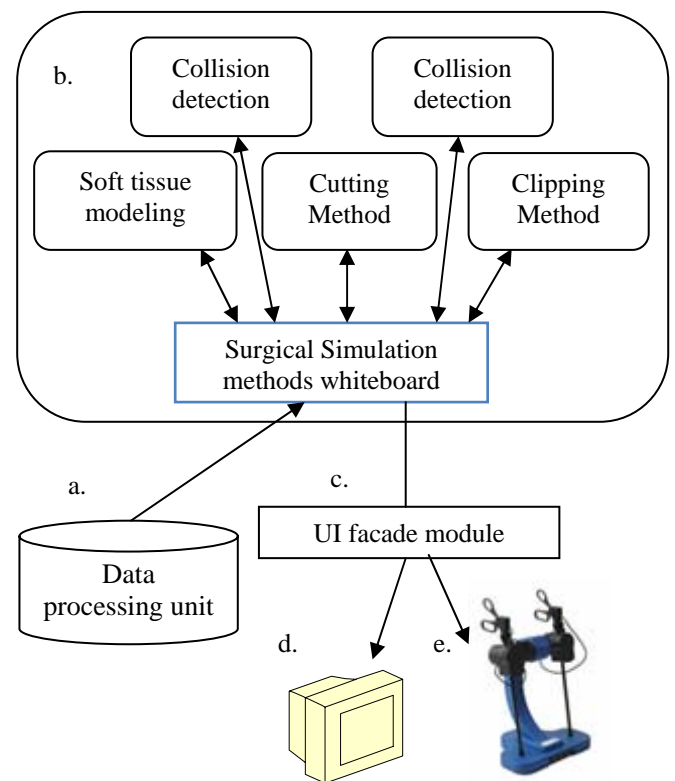 b.
Collision
detection
Collision
detection
Soft tissue
modeling
Cutting
Method
Clipping
Method
Surgical Simulation
methods whiteboard
a.
c.
Data
processing unit
UI facade module
d.
e.